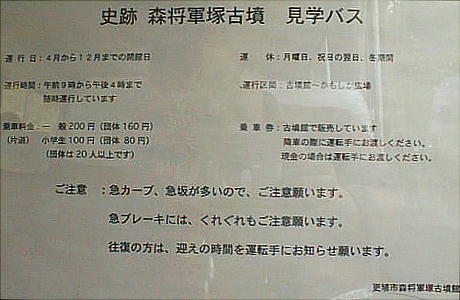 史跡 森将軍塚古墳 見学バス
運行日：４月から１２月までの開館日
運休：月曜日、祝日の翌日、冬期間
運行時間：午前９時から午後４時まで
随時運行しています
運行区間：古墳館～かもしか広場
乗車料金：一般200円（団体160円）
（片道） 小学生100円（団体 80円）
（団体は20人以上です）
乗車券：古墳館で販売しています
降車の際に運転手にお渡しください。
現金の場合は運転手にお渡しください。
ご注意：急カーブ、急坂が多いので、ご注意願います。
急ブレーキには、くれぐれもご注意願います。
往復の方は、迎えの時間を運転手にお知らせ願います。
更埴市森将軍塚古墳館